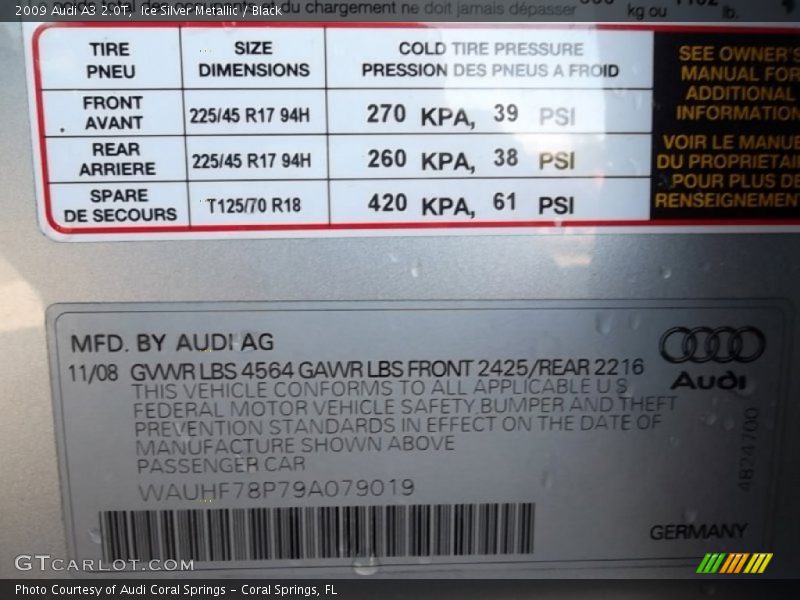 2009 Audi A3 2.0T, Ice Silver Metallic / Black
du chargement ne doit jamais dépasser kg ou 1102 lb.
TIRE PNEU SIZE DIMENSIONS COLD TIRE PRESSURE PRESSION DES PNEUS A FROID
FRONT AVANT 225/45 R17 94H 270 KPA, 39 PSI
REAR ARRIERE 225/45 R17 94H 260 KPA, 38 PSI
SPARE DE SECOURS T125/70 R18 420 KPA, 61 PSI
SEE OWNER'S
MANUAL FOR
ADDITIONAL
INFORMATION
VOIR LE MANUE
DU PROPRIETAI
POUR PLUS DE
RENSEIGNEMENT
MFD. BY AUDI AG
11/08 GVWR LBS 4564 GAWR LBS FRONT 2425/REAR 2216
THIS VEHICLE CONFORMS TO ALL APPLICABLE U S
FEDERAL MOTOR VEHICLE SAFETY,BUMPER AND THEFT
PREVENTION STANDARDS IN EFFECT ON THE DATE OF
MANUFACTURE SHOWN ABOVE
PASSENGER CAR
WAUHF78P79A079019
Audi
4824700
GERMANY
GTCARLOT.COM
Photo Courtesy of Audi Coral Springs - Coral Springs, FL